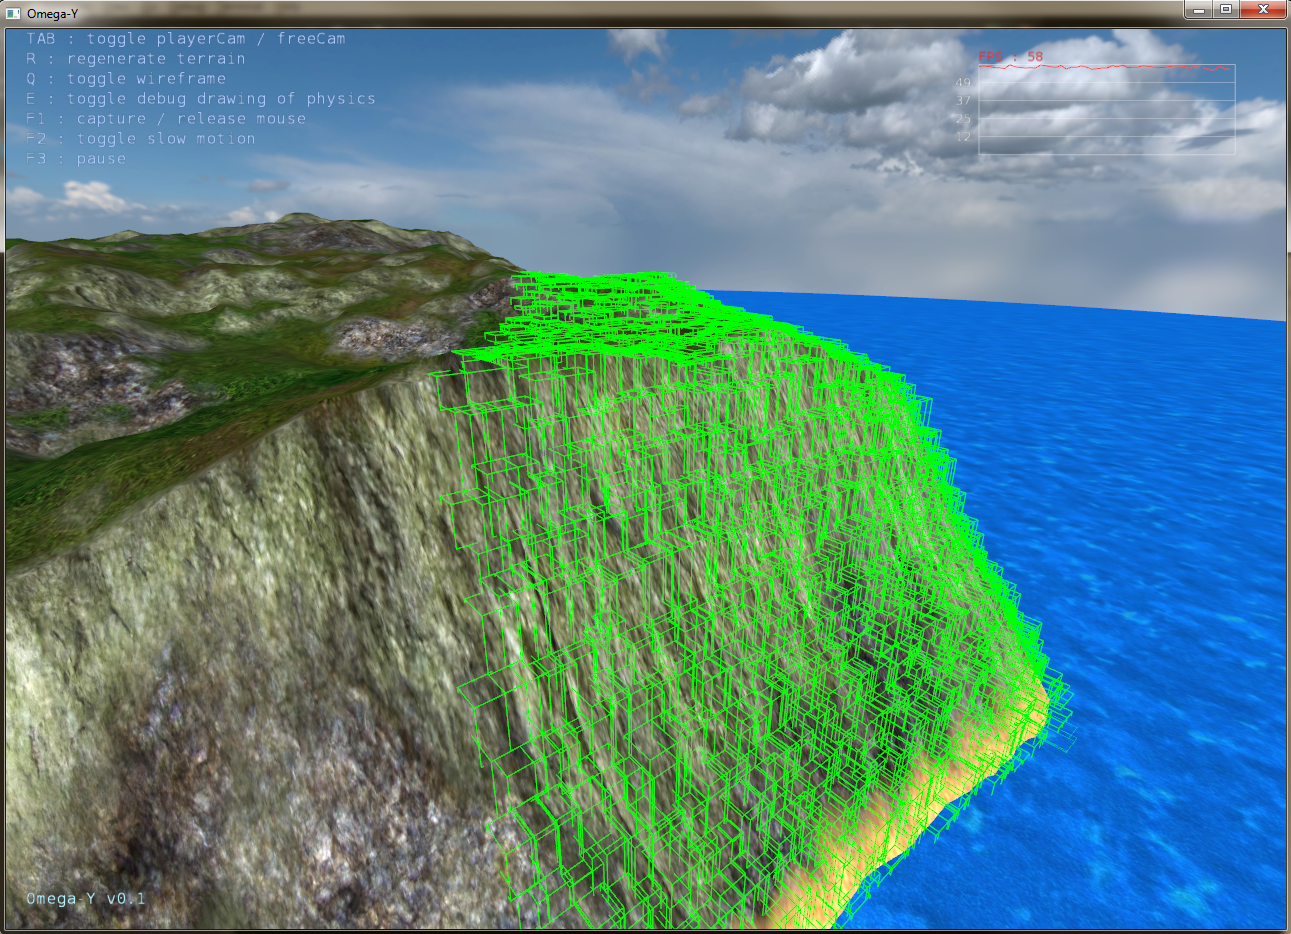 Omega-Y
TAB : toggle playerCam / freeCam
R : regenerate terrain
Q : toggle wireframe
E : toggle debug drawing of physics
F1 : capture / release mouse
F2 : toggle slow motion
F3 : pause
FPS : 58
49
37
25
12
Omega-Y v0.1